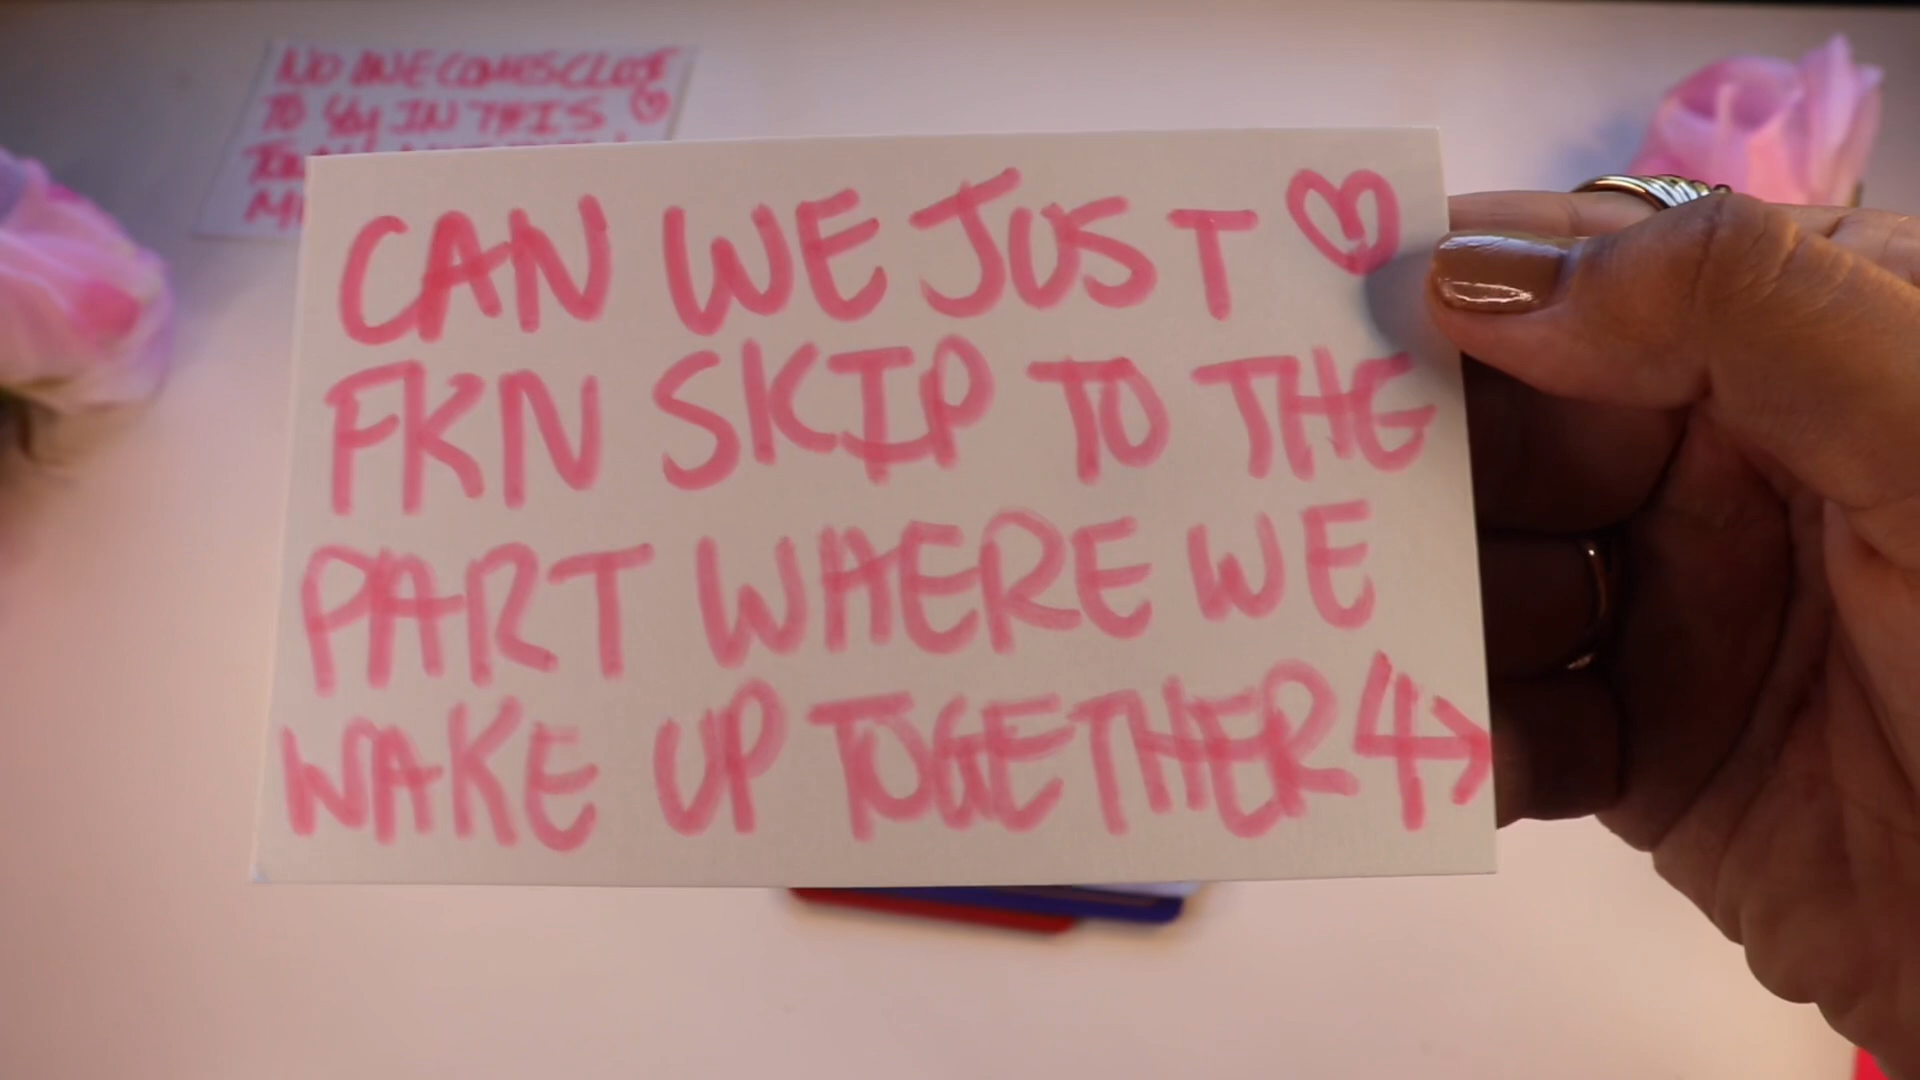 NO ONE COMES CLOSE
TO YOU IN THIS ♡
CAN WE JUST ♡
FKN SKIP TO THE
PART WHERE WE
WAKE UP TOGETHER